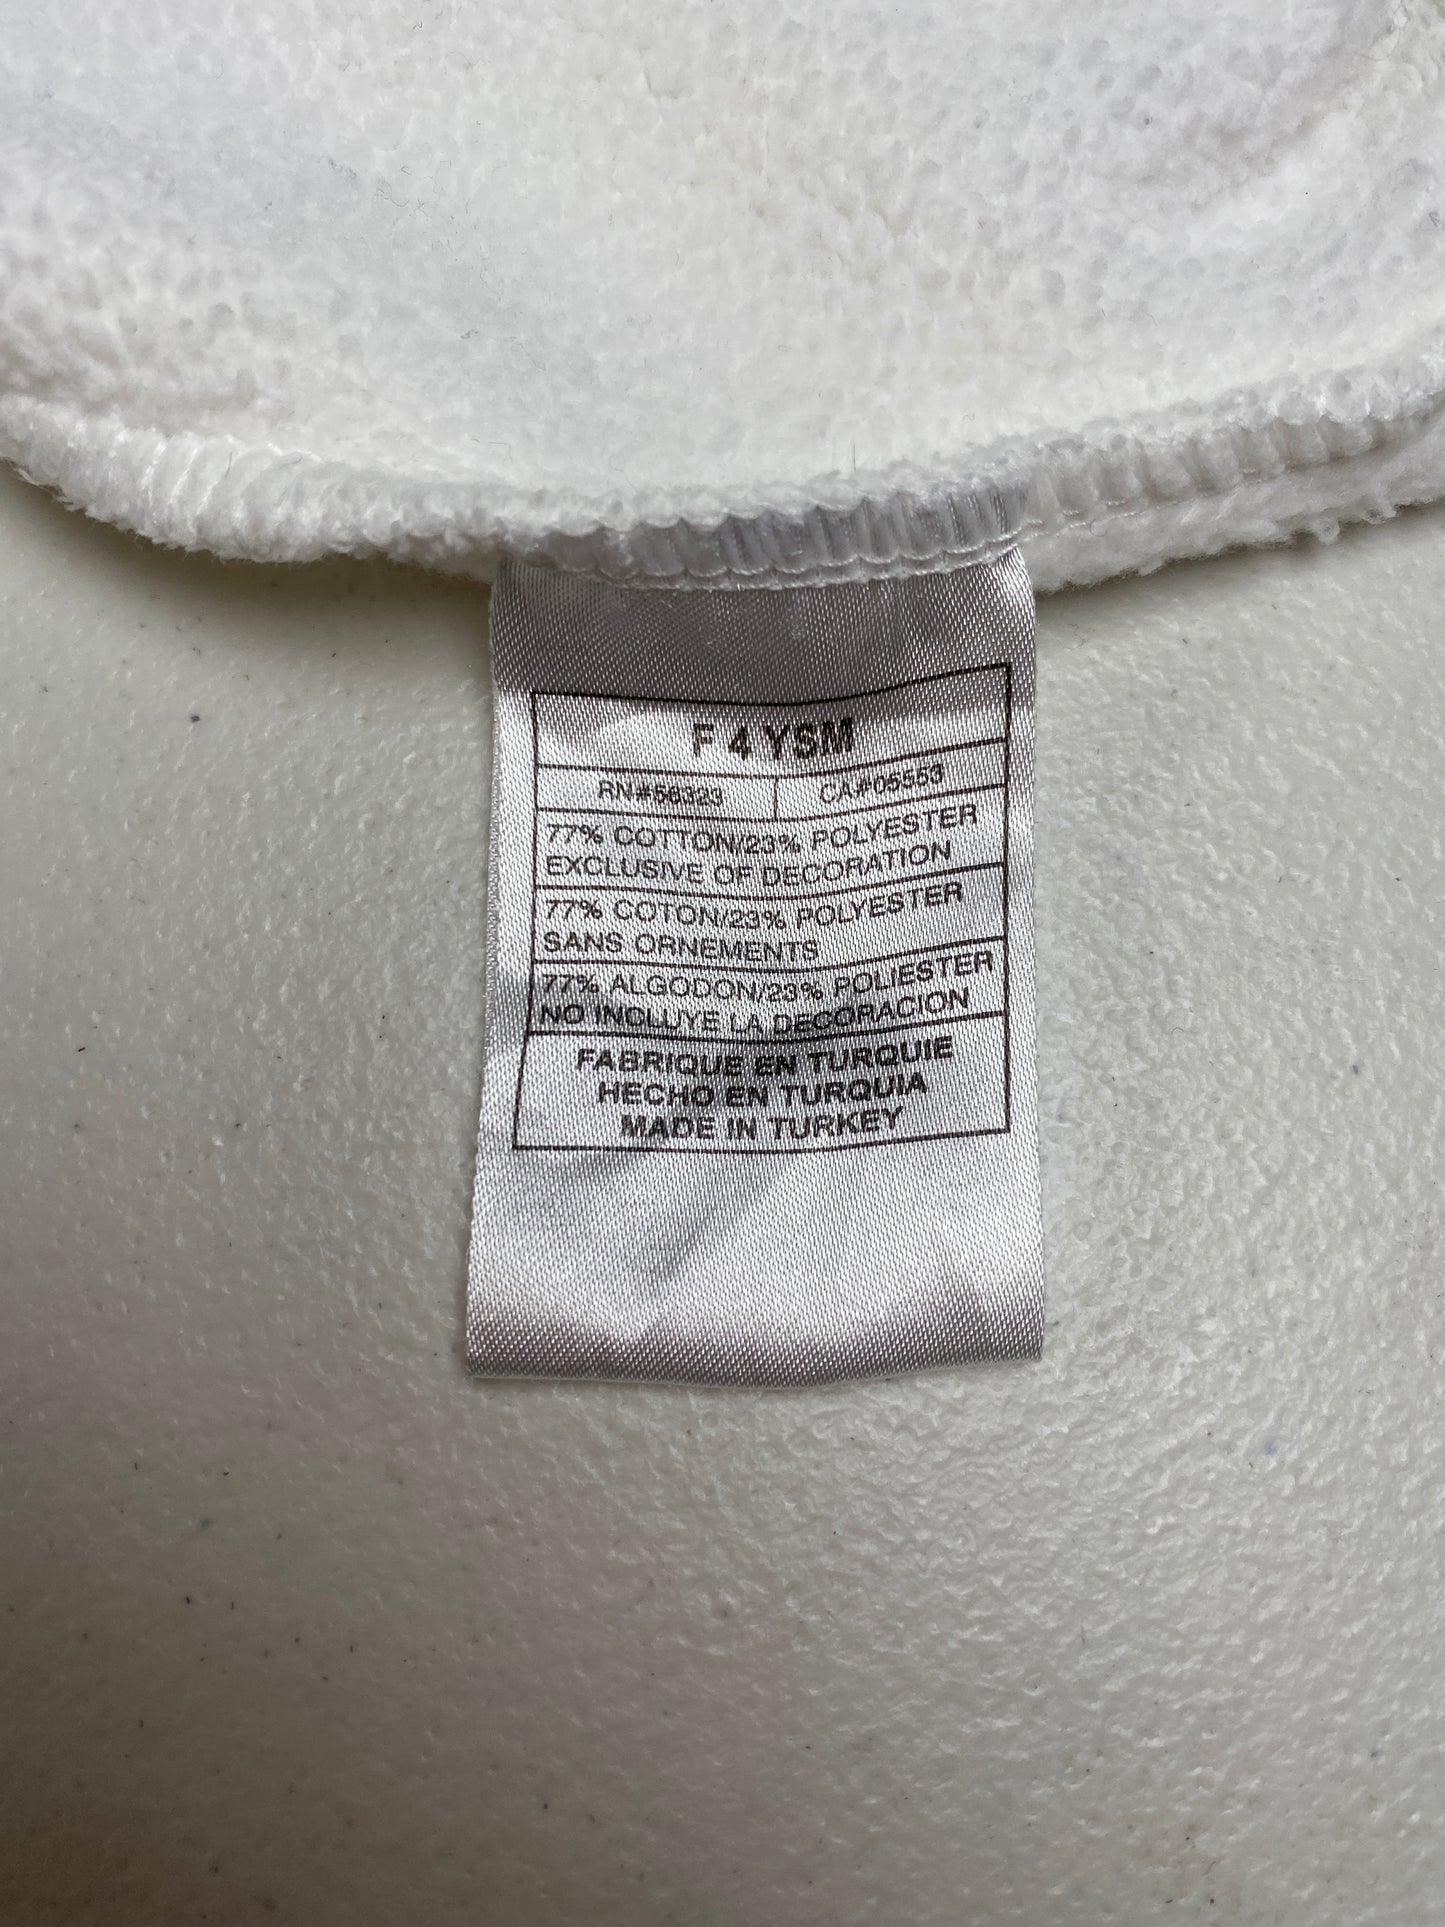 F 4 YSM
RN#56323 CA#05553
77% COTTON/23% POLYESTER
EXCLUSIVE OF DECORATION
77% COTON/23% POLYESTER
SANS ORNEMENTS
77% ALGODON/23% POLIESTER
NO INCLUYE LA DECORACION
FABRIQUE EN TURQUIE
HECHO EN TURQUIA
MADE IN TURKEY